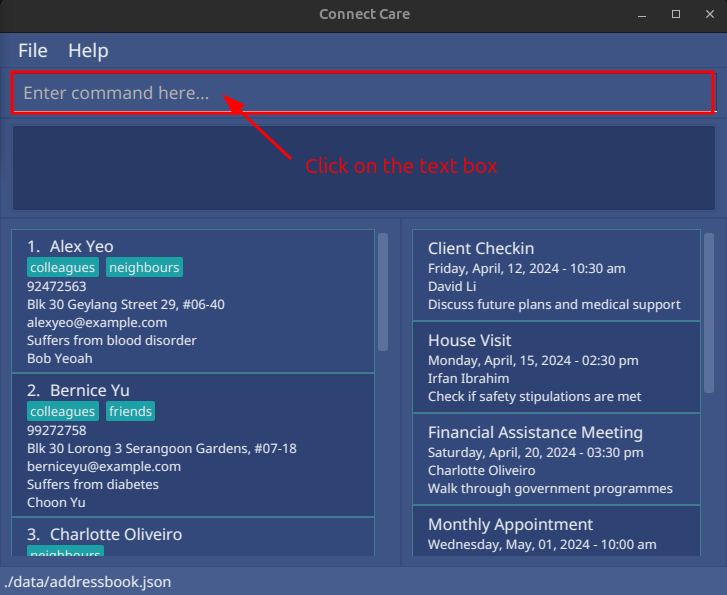 Connect Care
File Help
Enter command here...
Click on the text box
1. Alex Yeo
colleagues neighbours
92472563
Blk 30 Geylang Street 29, #06-40
alexyeo@example.com
Suffers from blood disorder
Bob Yeoah
2. Bernice Yu
colleagues friends
99272758
Blk 30 Lorong 3 Serangoon Gardens, #07-18
berniceyu@example.com
Suffers from diabetes
Choon Yu
3. Charlotte Oliveiro
neighbours
Client Checkin
Friday, April, 12, 2024 - 10:30 am
David Li
Discuss future plans and medical support
House Visit
Monday, April, 15, 2024 - 02:30 pm
Irfan Ibrahim
Check if safety stipulations are met
Financial Assistance Meeting
Saturday, April, 20, 2024 - 03:30 pm
Charlotte Oliveiro
Walk through government programmes
Monthly Appointment
Wednesday, May, 01, 2024 - 10:00 am
./data/addressbook.json